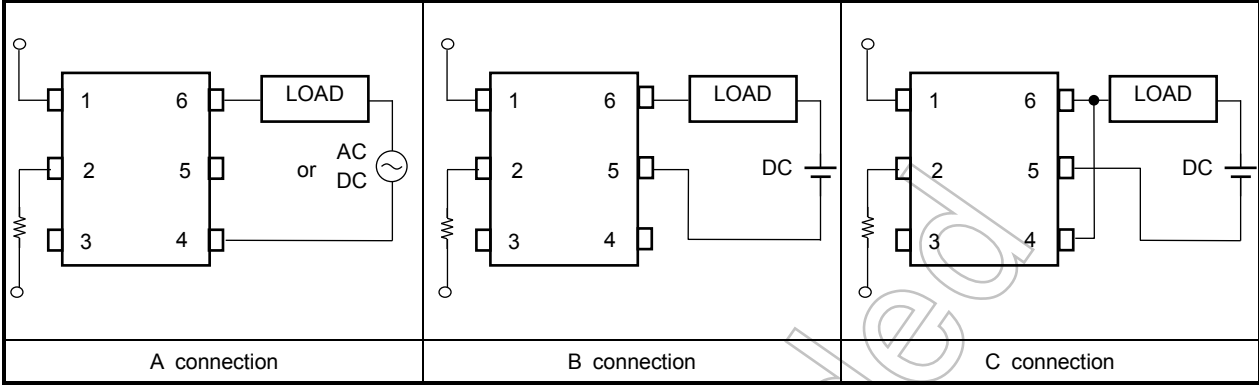 1 6 LOAD
2 5 or AC
DC
3 4
A connection
1 6 LOAD
2 5 DC
3 4
B connection
1 6 LOAD
2 5 DC
3 4
C connection
ded